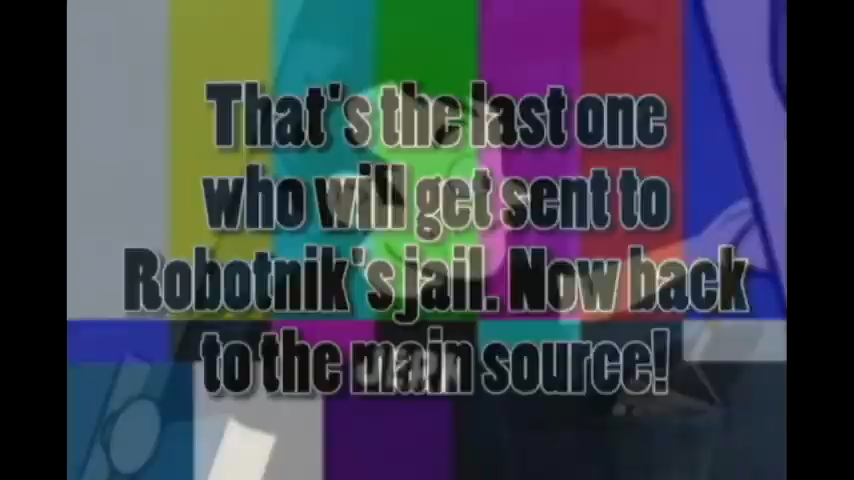 That's the last one
who will get sent to
Robotnik's jail. Now back
to the main source!